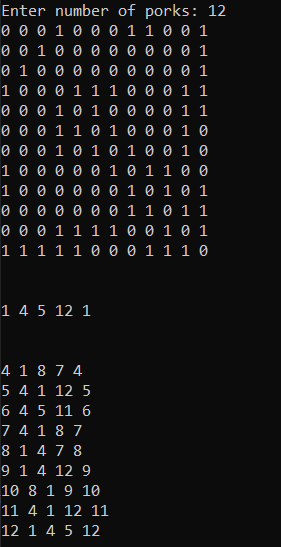 Enter number of porks: 12
0 0 0 1 0 0 0 1 1 0 0 1
0 0 1 0 0 0 0 0 0 0 0 1
0 1 0 0 0 0 0 0 0 0 0 1
1 0 0 0 1 1 1 0 0 0 1 1
0 0 0 1 0 1 0 0 0 0 1 1
0 0 0 1 1 0 1 0 0 0 1 0
0 0 0 1 0 1 0 1 0 0 1 0
1 0 0 0 0 0 1 0 1 1 0 0
1 0 0 0 0 0 0 1 0 1 0 1
0 0 0 0 0 0 0 1 1 0 1 1
0 0 0 1 1 1 1 0 0 1 0 1
1 1 1 1 1 0 0 0 1 1 1 0
1 4 5 12 1
4 1 8 7 4
5 4 1 12 5
6 4 5 11 6
7 4 1 8 7
8 1 4 7 8
9 1 4 12 9
10 8 1 9 10
11 4 1 12 11
12 1 4 5 12